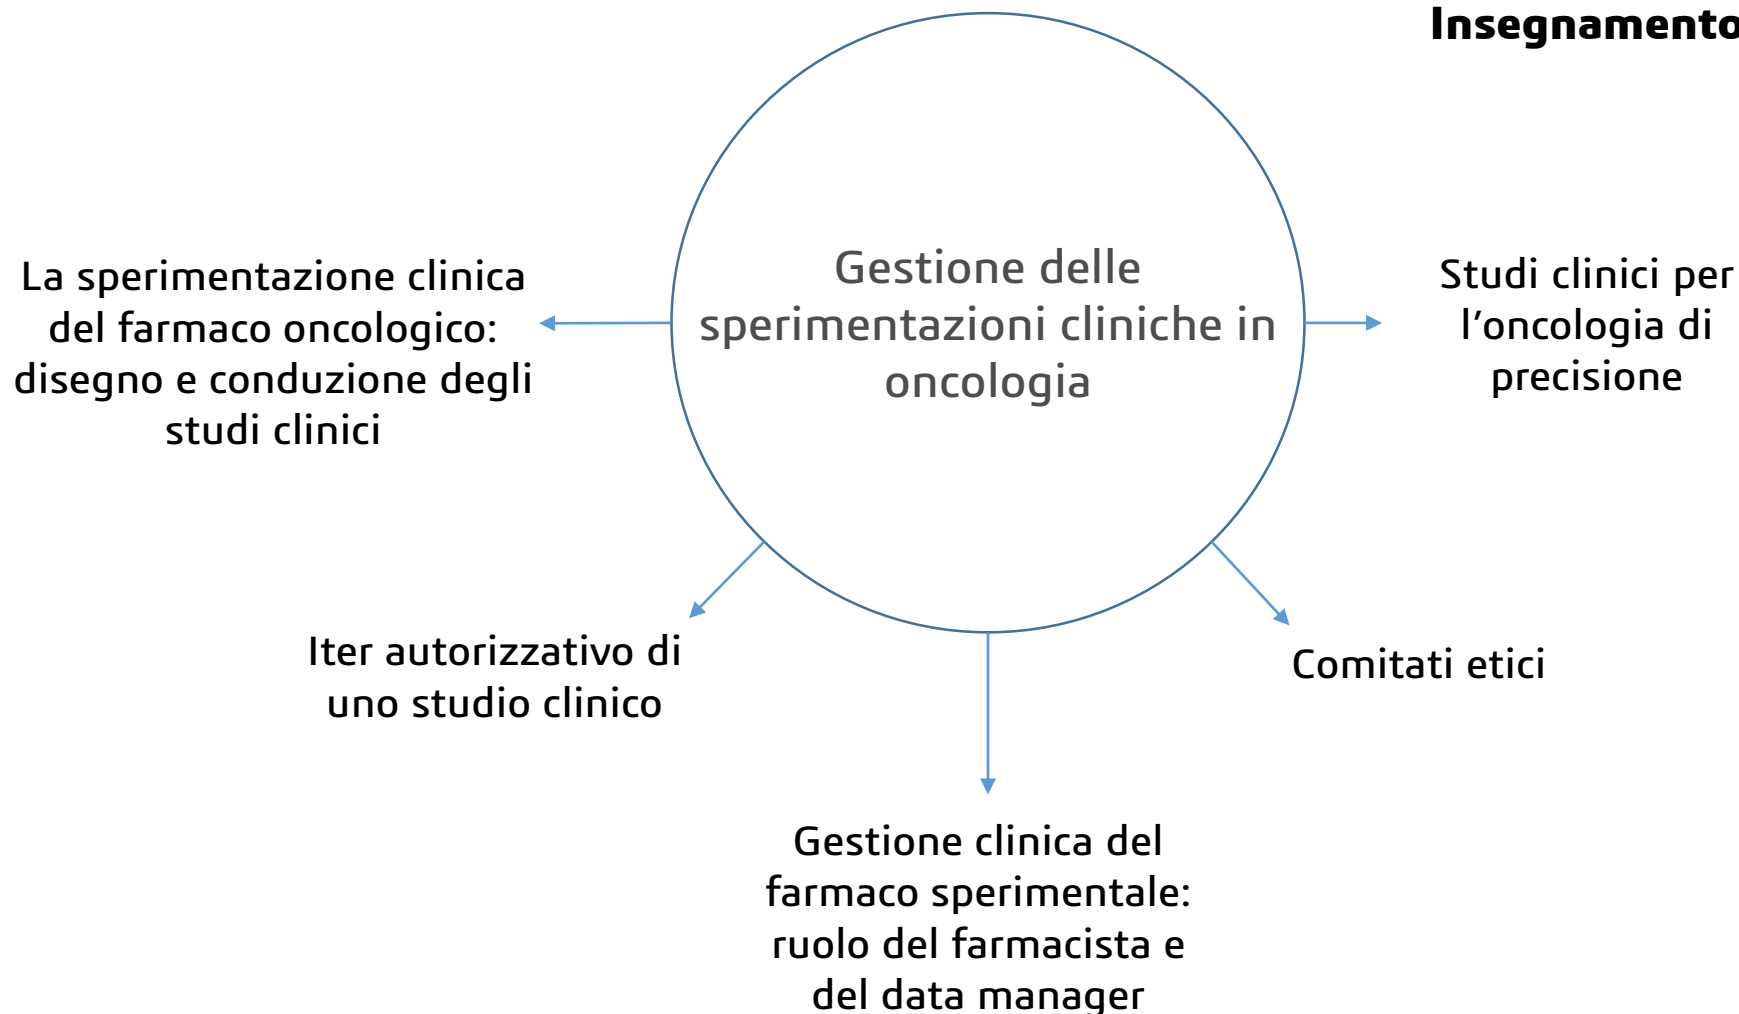 Insegnamento
Gestione delle
sperimentazioni cliniche in
oncologia
La sperimentazione clinica
del farmaco oncologico:
disegno e conduzione degli
studi clinici
Studi clinici per
l’oncologia di
precisione
Iter autorizzativo di
uno studio clinico
Comitati etici
Gestione clinica del
farmaco sperimentale:
ruolo del farmacista e
del data manager